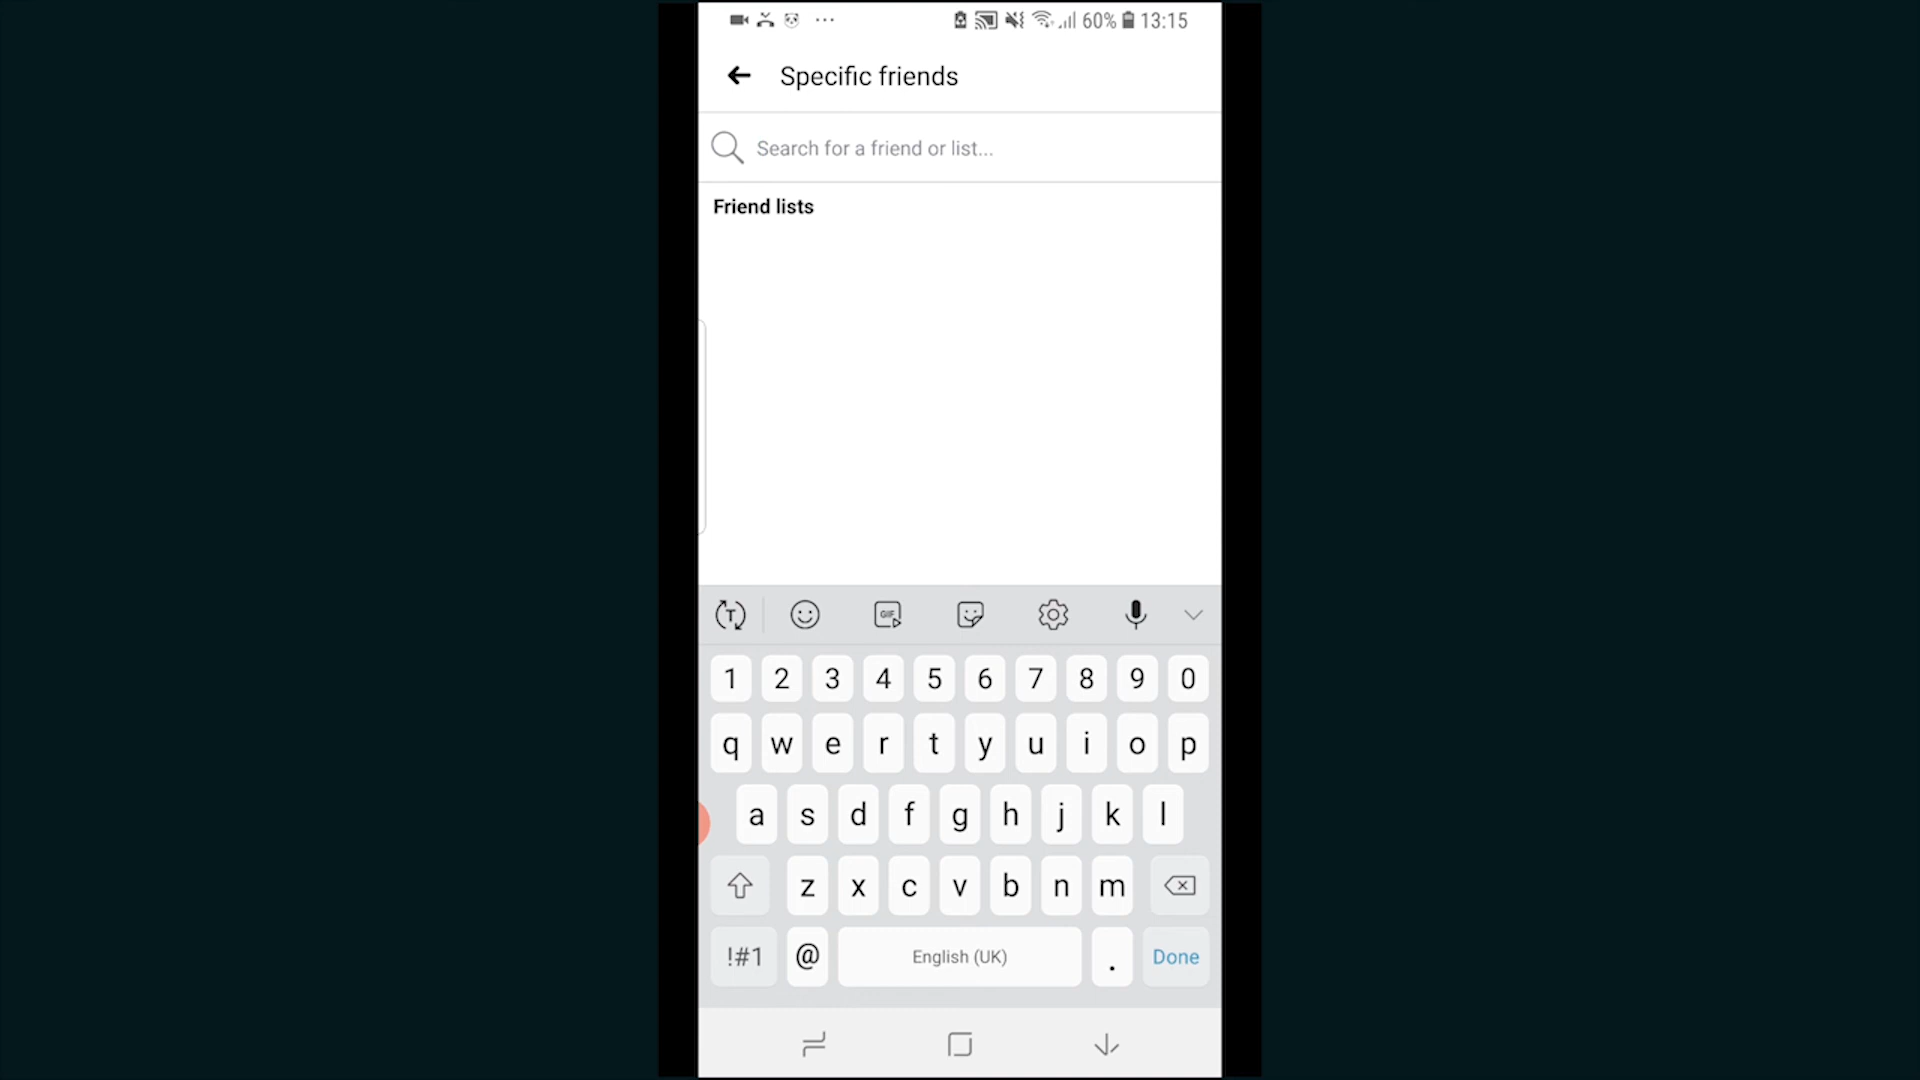 60% 13:15
Specific friends
Search for a friend or list...
Friend lists
T GIF
1 2 3 4 5 6 7 8 9 0
q w e r t y u i o p
a s d f g h j k l
z x c v b n m
!#1 @ English (UK) . Done